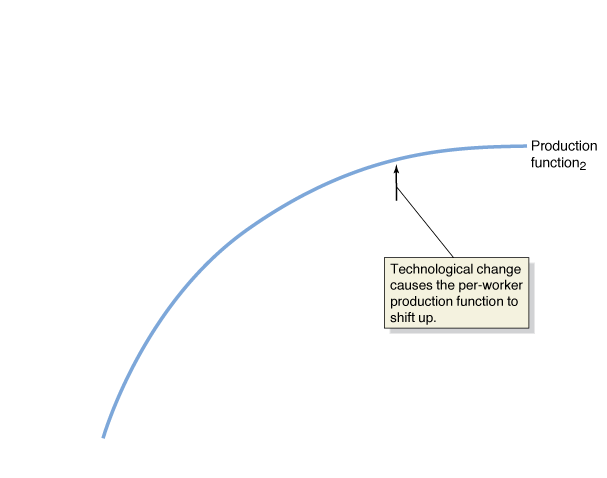 Production
function2
Technological change
causes the per-worker
production function to
shift up.